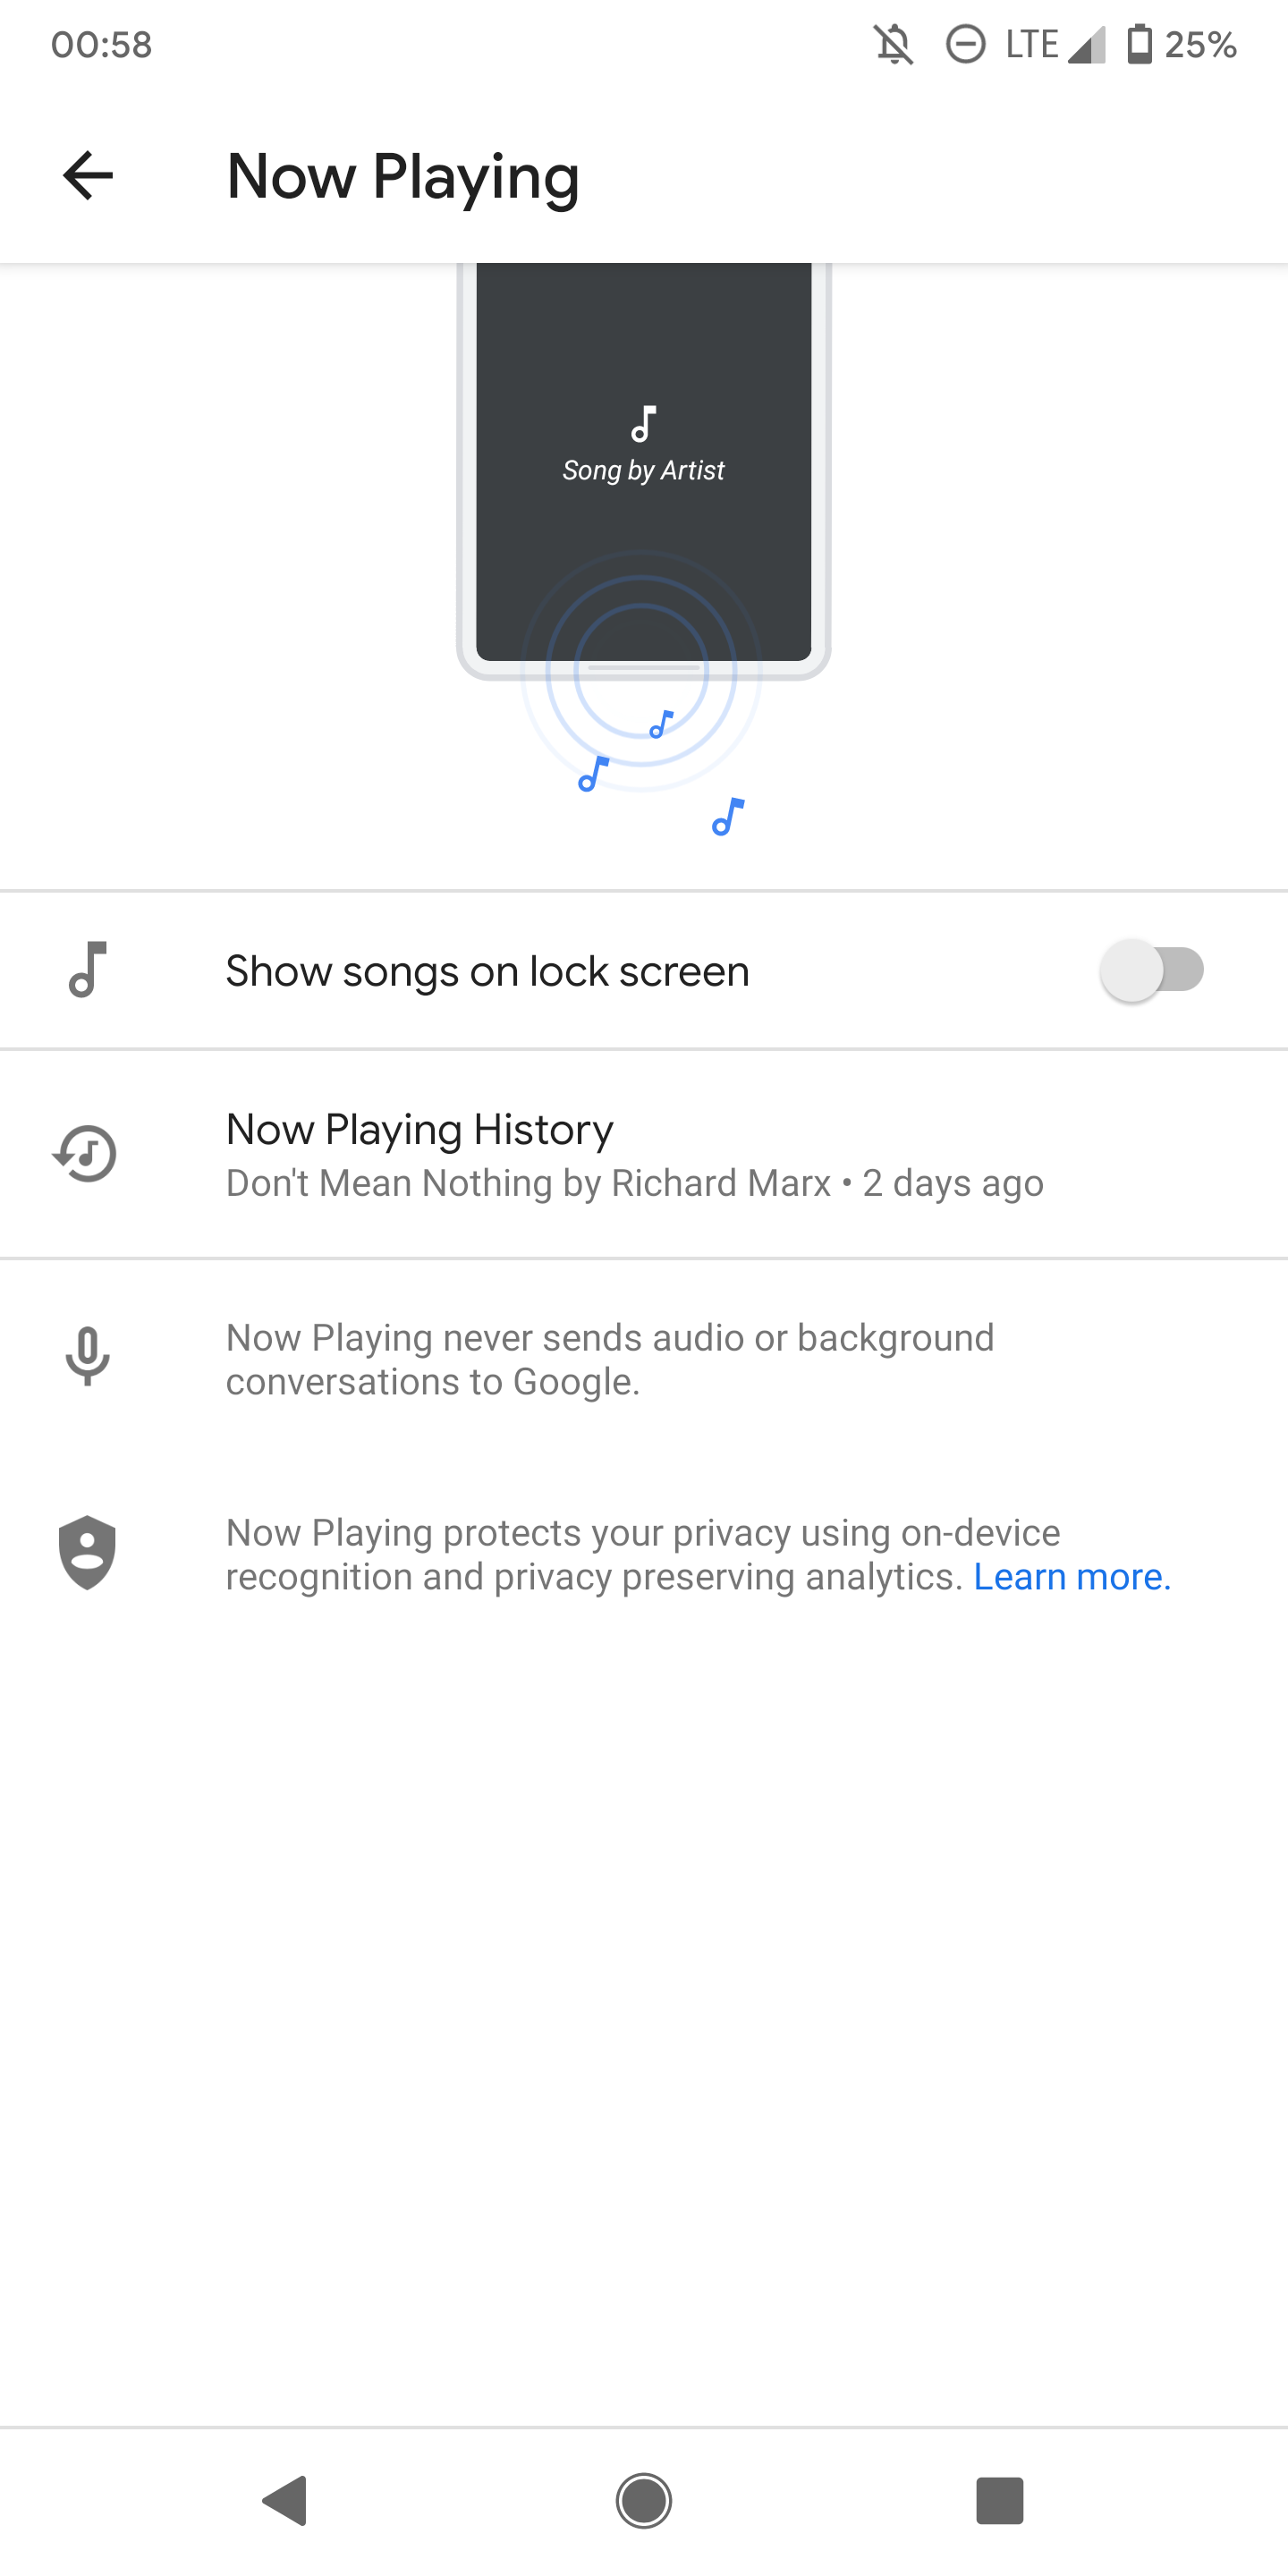 00:58 LTE 25%
Now Playing
Song by Artist
Show songs on lock screen
Now Playing History
Don't Mean Nothing by Richard Marx • 2 days ago
Now Playing never sends audio or background
conversations to Google.
Now Playing protects your privacy using on-device
recognition and privacy preserving analytics. Learn more.